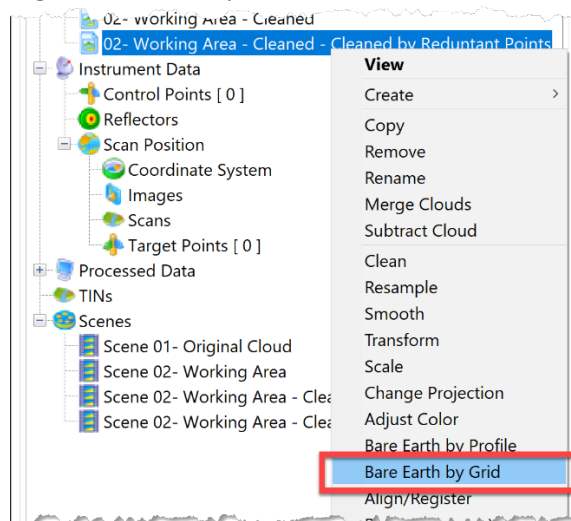 02- Working Area - Cleaned
02- Working Area - Cleaned - Cleaned by Reduntant Points
Instrument Data
Control Points [ 0 ]
Reflectors
Scan Position
Coordinate System
Images
Scans
Target Points [ 0 ]
Processed Data
TINs
Scenes
Scene 01- Original Cloud
Scene 02- Working Area
Scene 02- Working Area - Clea
Scene 02- Working Area - Clea
View
Create
Copy
Remove
Rename
Merge Clouds
Subtract Cloud
Clean
Resample
Smooth
Transform
Scale
Change Projection
Adjust Color
Bare Earth by Profile
Bare Earth by Grid
Align/Register